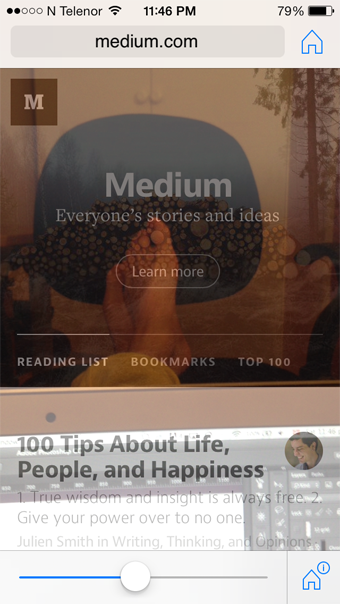 N Telenor 11:46 PM 79%
medium.com
M
Medium
Everyone's stories and ideas
Learn more
READING LIST BOOKMARKS TOP 100
100 Tips About Life,
People, and Happiness
1. True wisdom and insight is always free. 2.
Give your power over to no one.
Julien Smith in Writing, Thinking, and Opinions